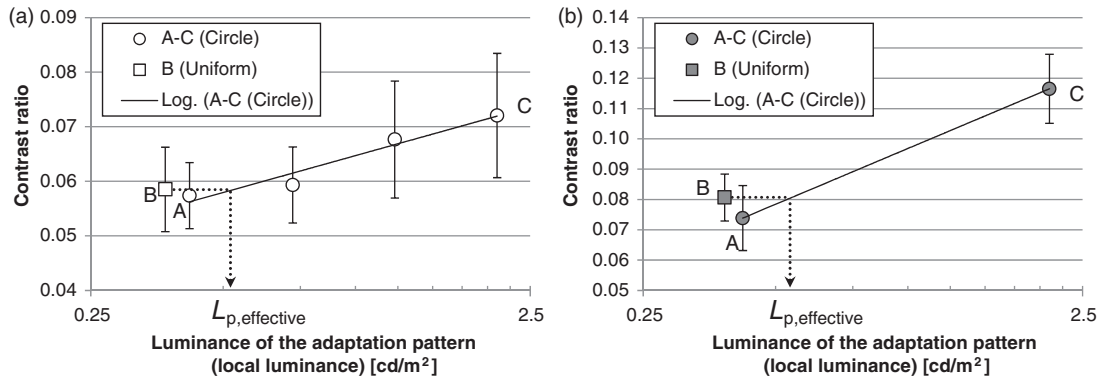 (a)
0.09
0.08
0.07
0.06
0.05
0.04
Contrast ratio
A-C (Circle)
B (Uniform)
Log. (A-C (Circle))
C
B
A
0.25
2.5
Lp,effective
Luminance of the adaptation pattern
(local luminance) [cd/m²]
(b)
0.14
0.13
0.12
0.11
0.10
0.09
0.08
0.07
0.06
0.05
Contrast ratio
A-C (Circle)
B (Uniform)
Log. (A-C (Circle))
C
B
A
0.25
2.5
Lp,effective
Luminance of the adaptation pattern
(local luminance) [cd/m²]